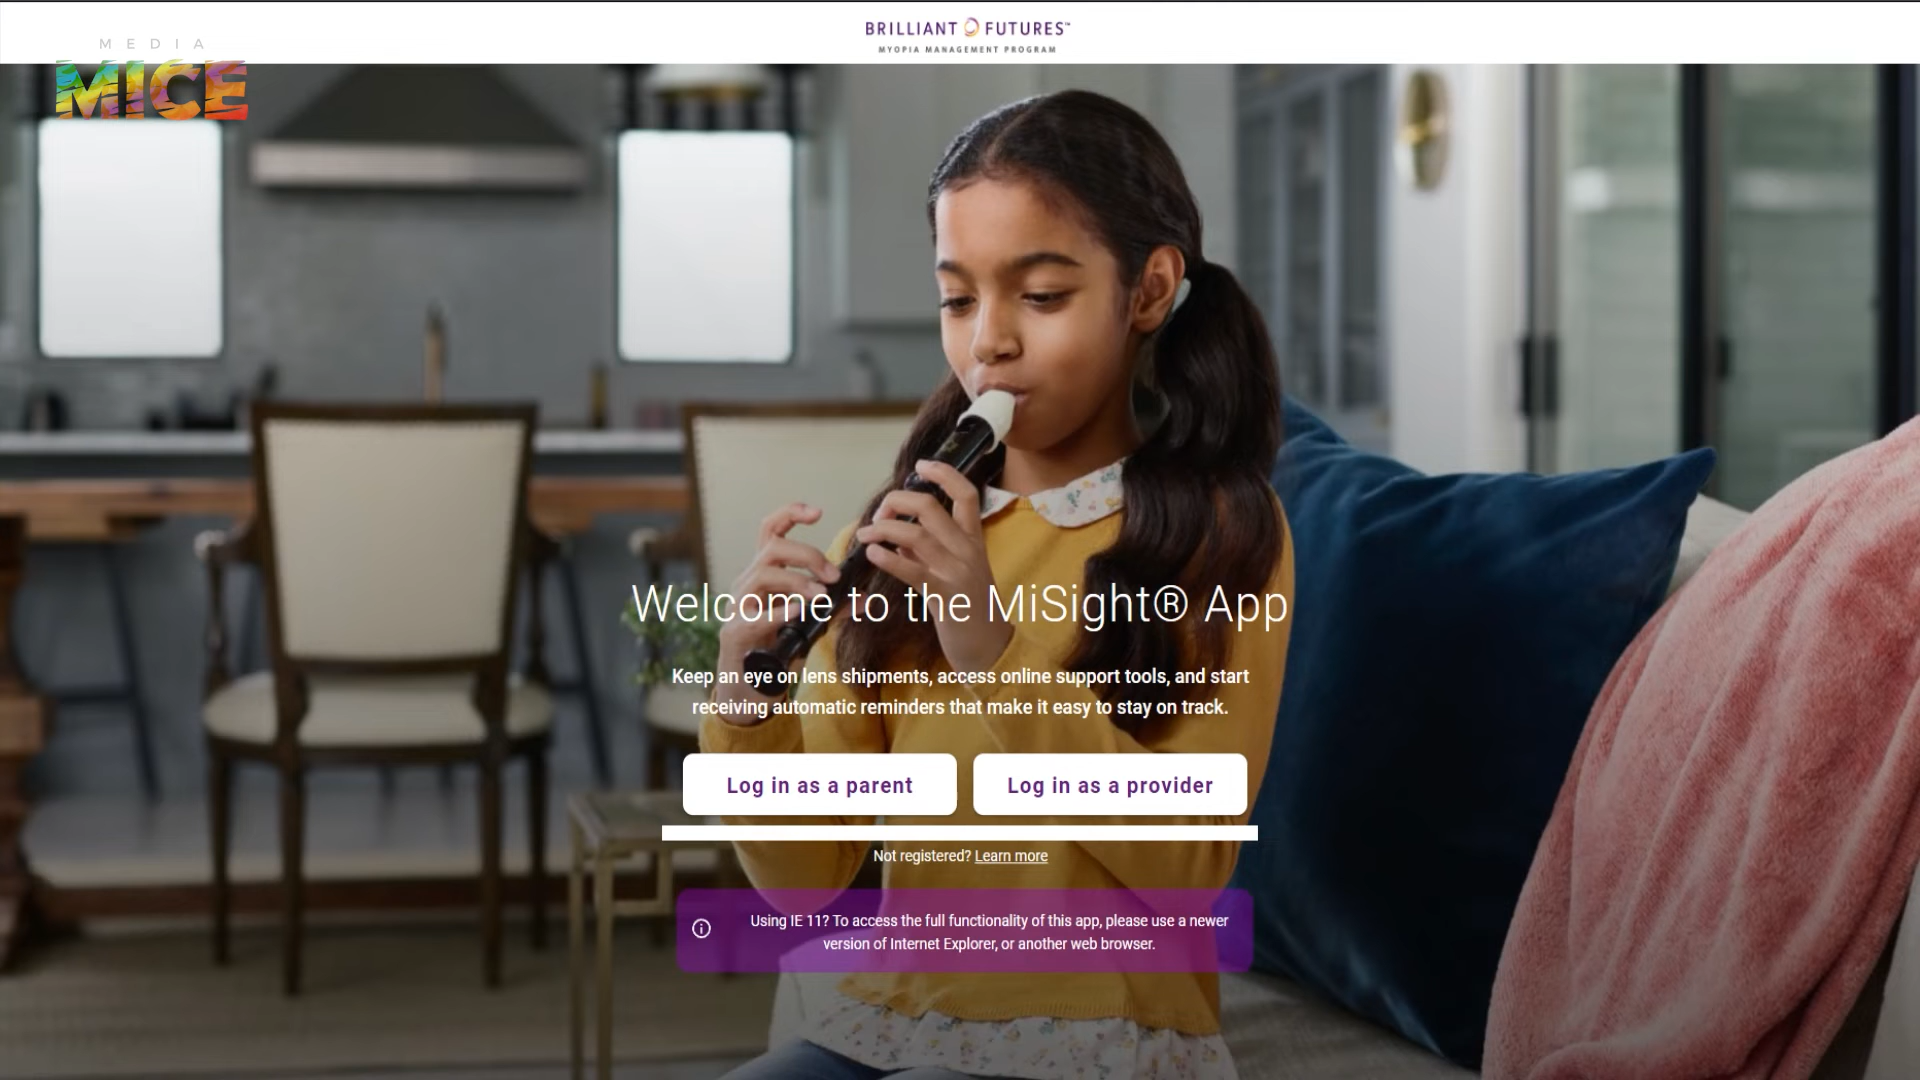 BRILLIANT FUTURES™
MYOPIA MANAGEMENT PROGRAM
MEDIA
MICE
Welcome to the MiSight® App
Keep an eye on lens shipments, access online support tools, and start
receiving automatic reminders that make it easy to stay on track.
Log in as a parent
Log in as a provider
Not registered? Learn more
Using IE 11? To access the full functionality of this app, please use a newer
version of Internet Explorer, or another web browser.